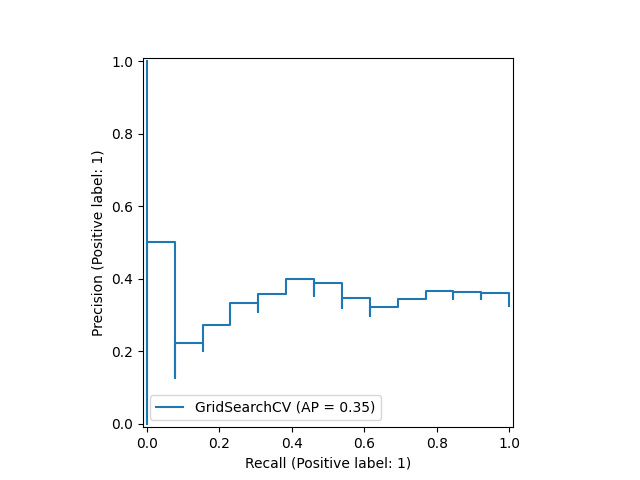 1.0
0.8
0.6
0.4
0.2
0.0
Precision (Positive label: 1)
GridSearchCV (AP = 0.35)
0.0 0.2 0.4 0.6 0.8 1.0
Recall (Positive label: 1)